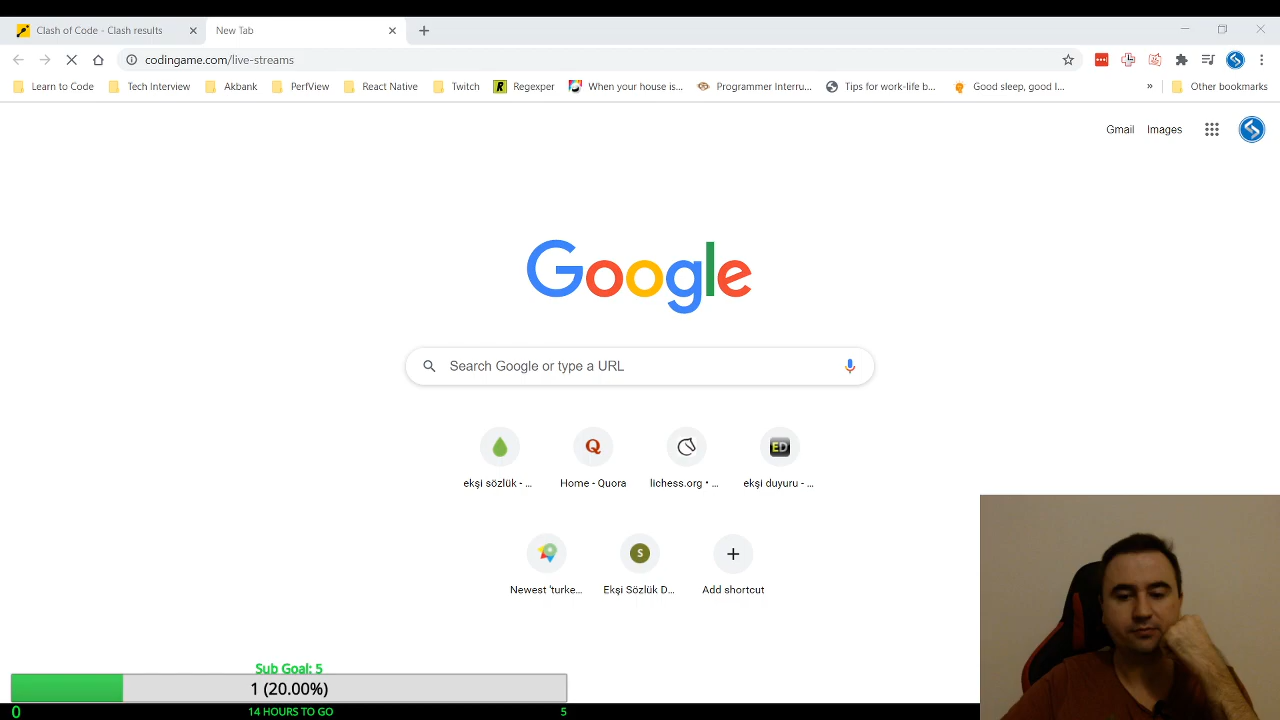 Clash of Code - Clash results
New Tab
codingame.com/live-streams
Learn to Code
Tech Interview
Akbank
PerfView
React Native
Twitch
Regexper
When your house is...
Programmer Interru...
Tips for work-life b...
Good sleep, good l...
»
Other bookmarks
Gmail
Images
Google
Search Google or type a URL
Q
ED
ekşi sözlük - ...
Home - Quora
lichess.org • ...
ekşi duyuru - ...
S
Newest 'turke...
Ekşi Sözlük D...
Add shortcut
Sub Goal: 5
1 (20.00%)
0
14 HOURS TO GO
5